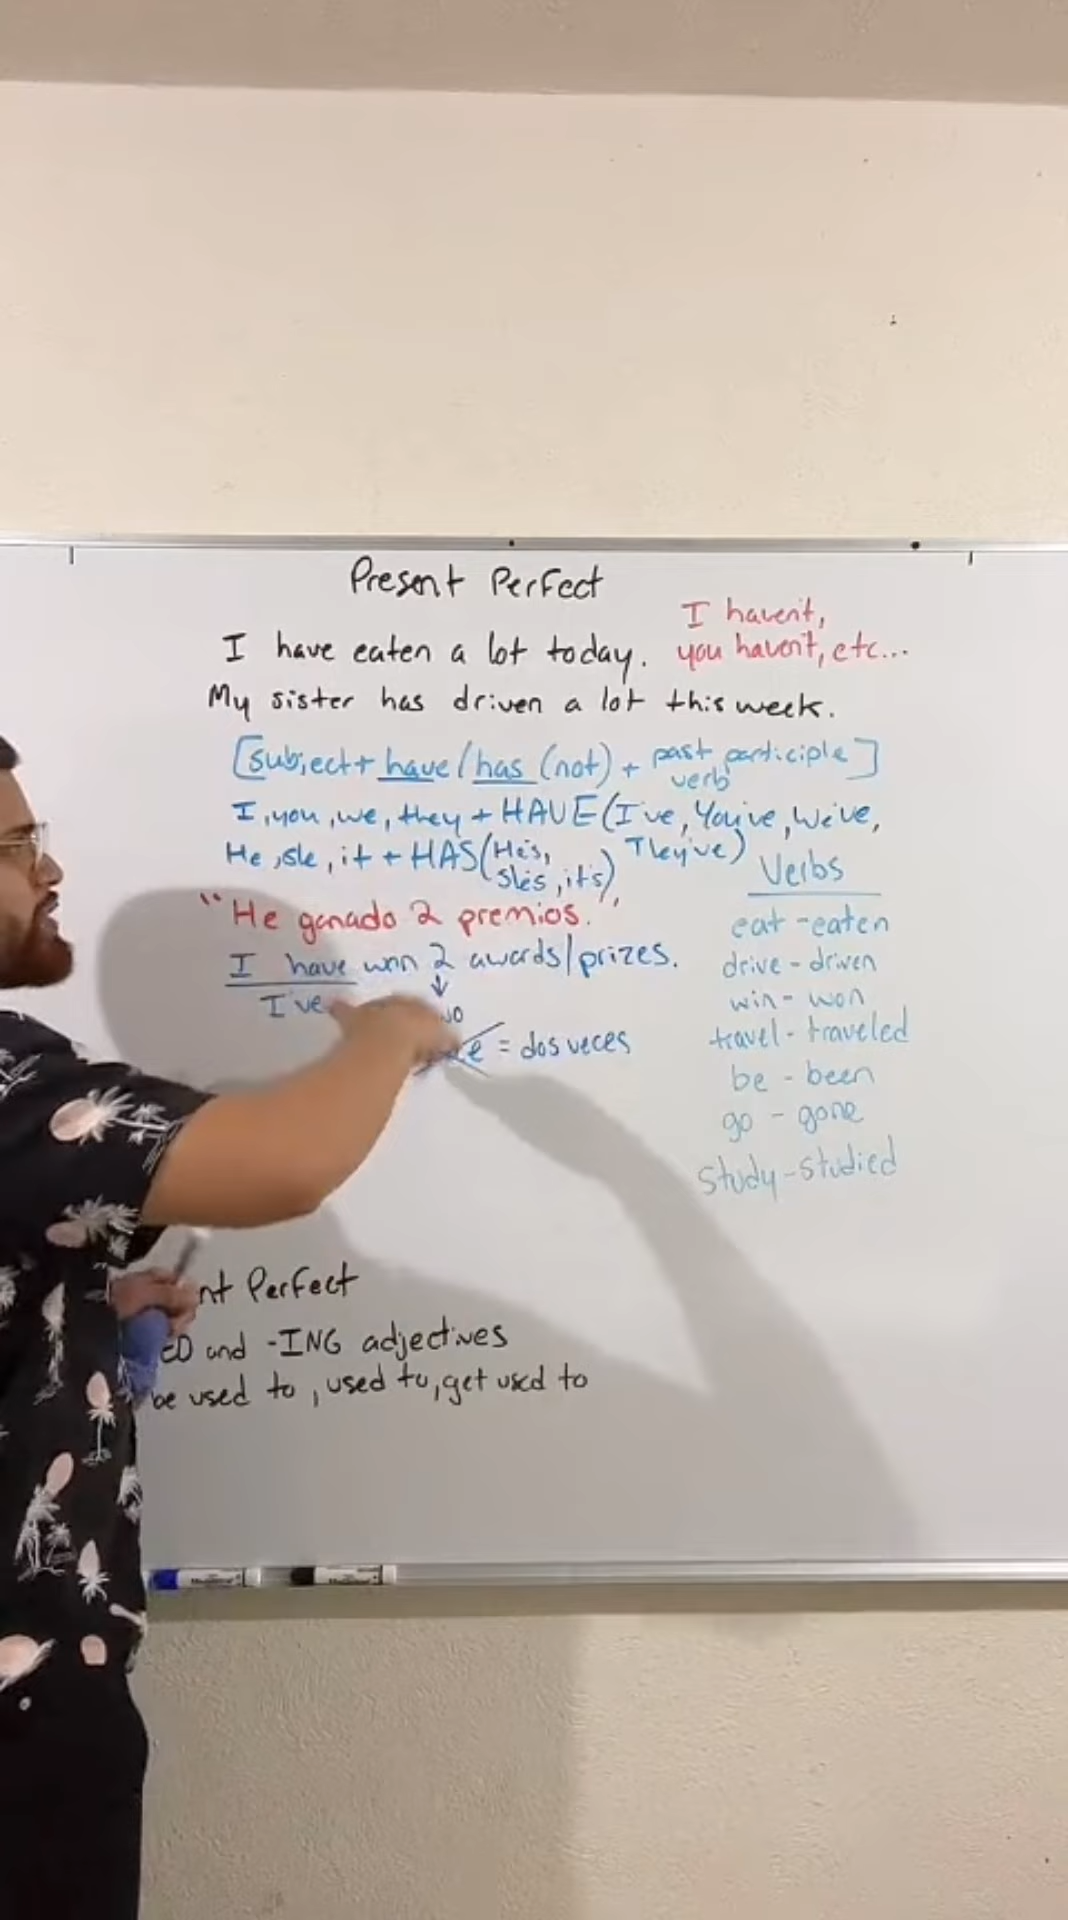 Present Perfect
I haven't,
I have eaten a lot today. you haven't, etc...
My sister has driven a lot this week.
[Subject + have/has (not) + past participle]
verb
I, you, we, they + HAVE (I've, You've, We've,
They've)
He, she, it + HAS (He's,
She's, it's)
"He ganado 2 premios."
I have won 2 awards/prizes.
I've
= dos veces
Verbs
eat - eaten
drive - driven
win - won
travel - traveled
be - been
go - gone
study - studied
Perfect
ED and -ING adjectives
be used to, used to, get used to